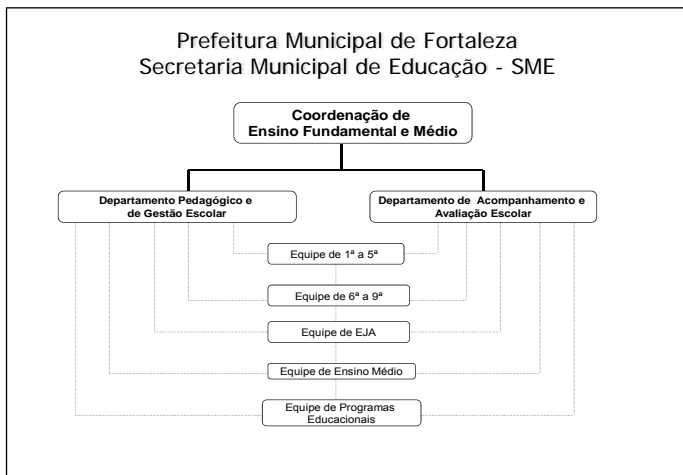 Prefeitura Municipal de Fortaleza
Secretaria Municipal de Educação - SME
Coordenação de
Ensino Fundamental e Médio
Departamento Pedagógico e
de Gestão Escolar
Departamento de Acompanhamento e
Avaliação Escolar
Equipe de 1ª a 5ª
Equipe de 6ª a 9ª
Equipe de EJA
Equipe de Ensino Médio
Equipe de Programas
Educacionais